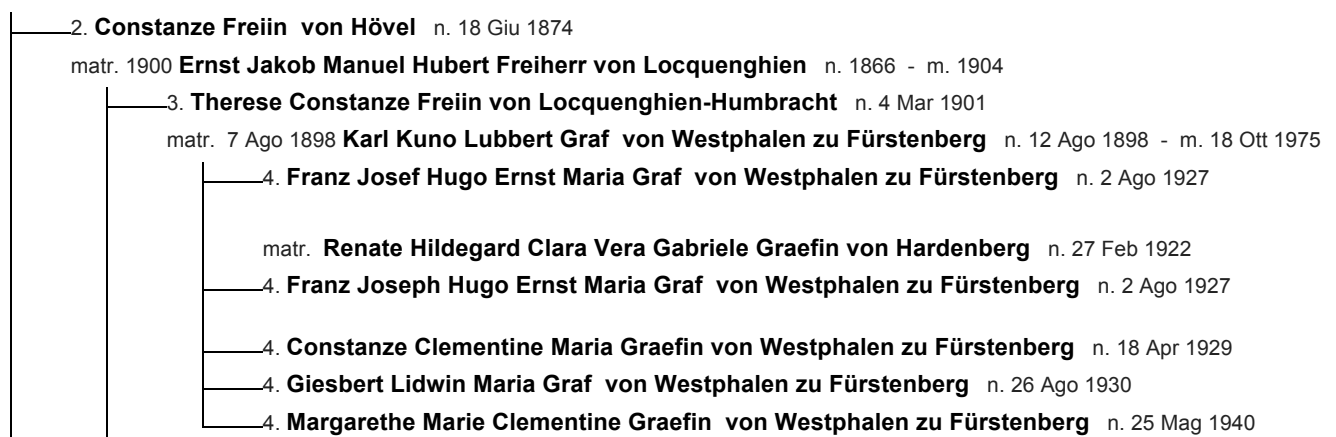 2. Constanze Freiin von Hövel n. 18 Giu 1874
matr. 1900 Ernst Jakob Manuel Hubert Freiherr von Locquenghien n. 1866 - m. 1904
3. Therese Constanze Freiin von Locquenghien-Humbracht n. 4 Mar 1901
matr. 7 Ago 1898 Karl Kuno Lubbert Graf von Westphalen zu Fürstenberg n. 12 Ago 1898 - m. 18 Ott 1975
4. Franz Josef Hugo Ernst Maria Graf von Westphalen zu Fürstenberg n. 2 Ago 1927
matr. Renate Hildegard Clara Vera Gabriele Graefin von Hardenberg n. 27 Feb 1922
4. Franz Joseph Hugo Ernst Maria Graf von Westphalen zu Fürstenberg n. 2 Ago 1927
4. Constanze Clementine Maria Graefin von Westphalen zu Fürstenberg n. 18 Apr 1929
4. Giesbert Lidwin Maria Graf von Westphalen zu Fürstenberg n. 26 Ago 1930
4. Margarethe Marie Clementine Graefin von Westphalen zu Fürstenberg n. 25 Mag 1940